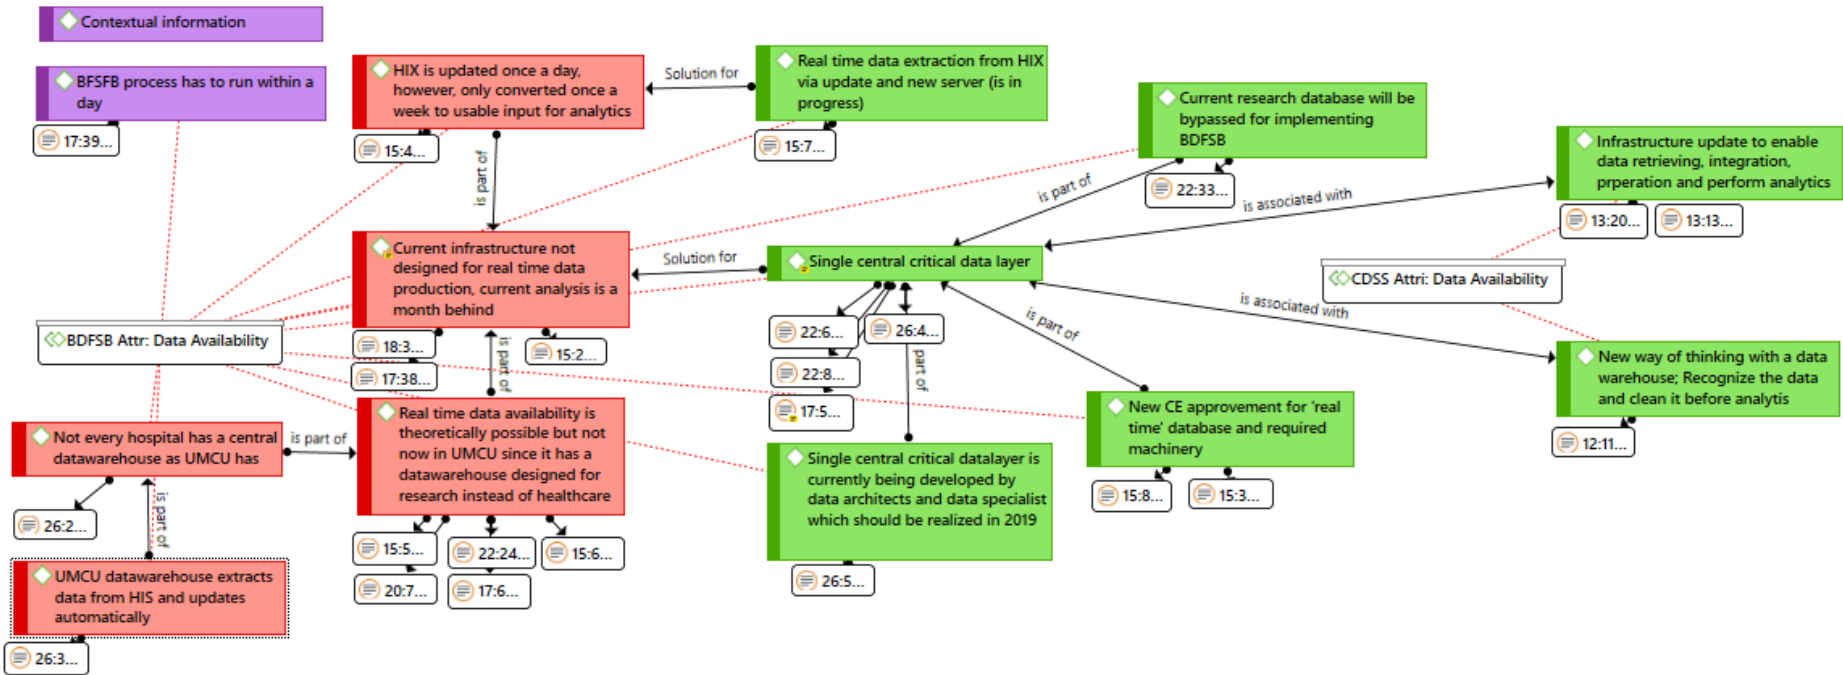 Contextual information
BFSFB process has to run within a
day
17:39...
HIX is updated once a day,
however, only converted once a
week to usable input for analytics
15:4...
Solution for
Real time data extraction from HIX
via update and new server (is in
progress)
15:7...
Current research database will be
bypassed for implementing
BDFSB
22:33...
Infrastructure update to enable
data retrieving, integration,
prperation and perform analytics
13:20...
13:13...
is part of
is part of
is associated with
Current infrastructure not
designed for real time data
production, current analysis is a
month behind
18:3...
17:38...
15:2...
Solution for
Single central critical data layer
22:6...
26:4...
22:8...
17:5...
CDSS Attri: Data Availability
is associated with
is part of
part of
BDFSB Attr: Data Availability
is part of
New way of thinking with a data
warehouse; Recognize the data
and clean it before analytis
12:11...
Not every hospital has a central
datawarehouse as UMCU has
26:2...
is part of
Real time data availability is
theoretically possible but not
now in UMCU since it has a
datawarehouse designed for
research instead of healthcare
15:5...
22:24...
15:6...
20:7...
17:6...
New CE approvement for 'real
time' database and required
machinery
15:8...
15:3...
Single central critical datalayer is
currently being developed by
data architects and data specialist
which should be realized in 2019
26:5...
is part of
UMCU datawarehouse extracts
data from HIS and updates
automatically
26:3...